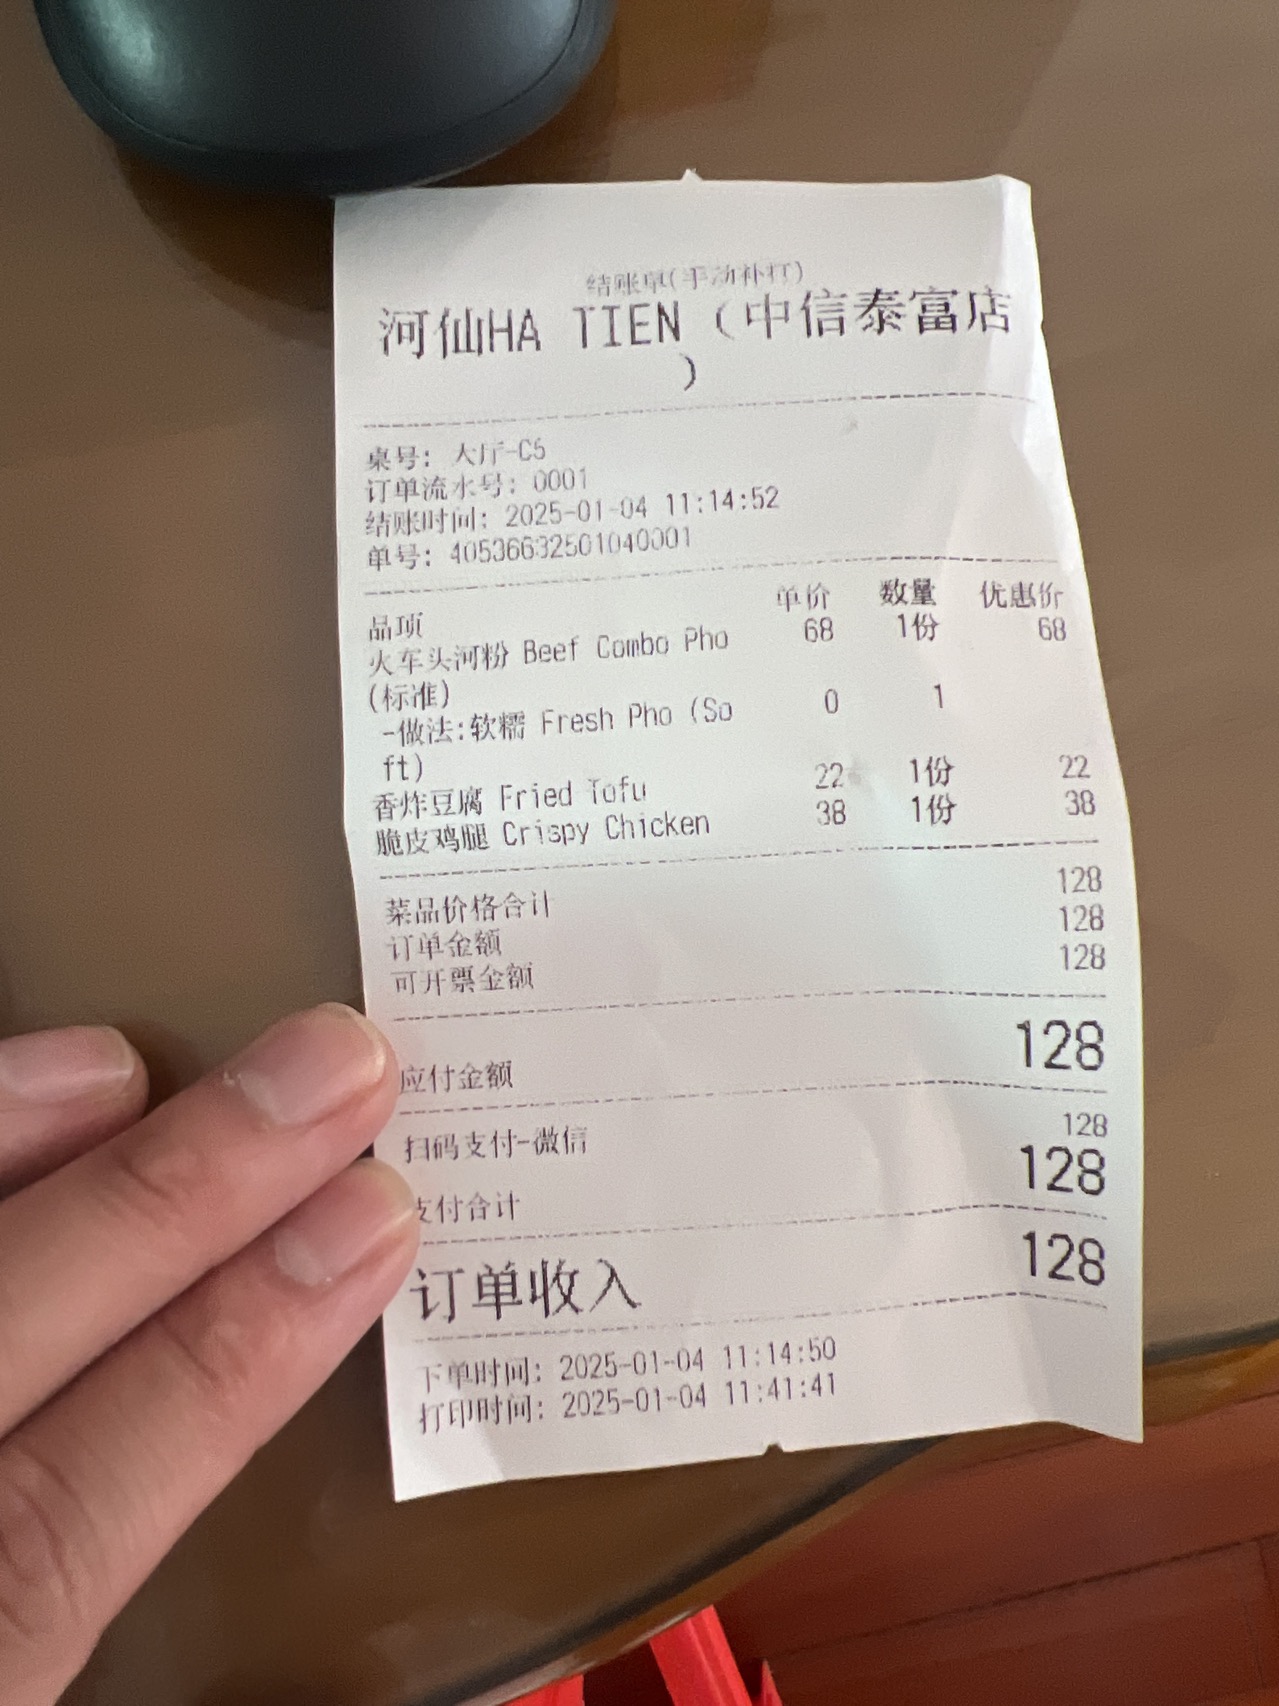 结账单(手动补打)
河仙HA TIEN (中信泰富店
)
桌号: 大厅-C5
订单流水号: 0001
结账时间: 2025-01-04 11:14:52
单号: 40536632501040001
品项 单价 数量 优惠价
火车头河粉 Beef Combo Pho 68 1份 68
(标准)
-做法:软糯 Fresh Pho (So 0 1
ft)
香炸豆腐 Fried Tofu 22 1份 22
脆皮鸡腿 Crispy Chicken 38 1份 38
菜品价格合计 128
订单金额 128
可开票金额 128
应付金额 128
扫码支付-微信 128
支付合计 128
订单收入 128
下单时间: 2025-01-04 11:14:50
打印时间: 2025-01-04 11:41:41